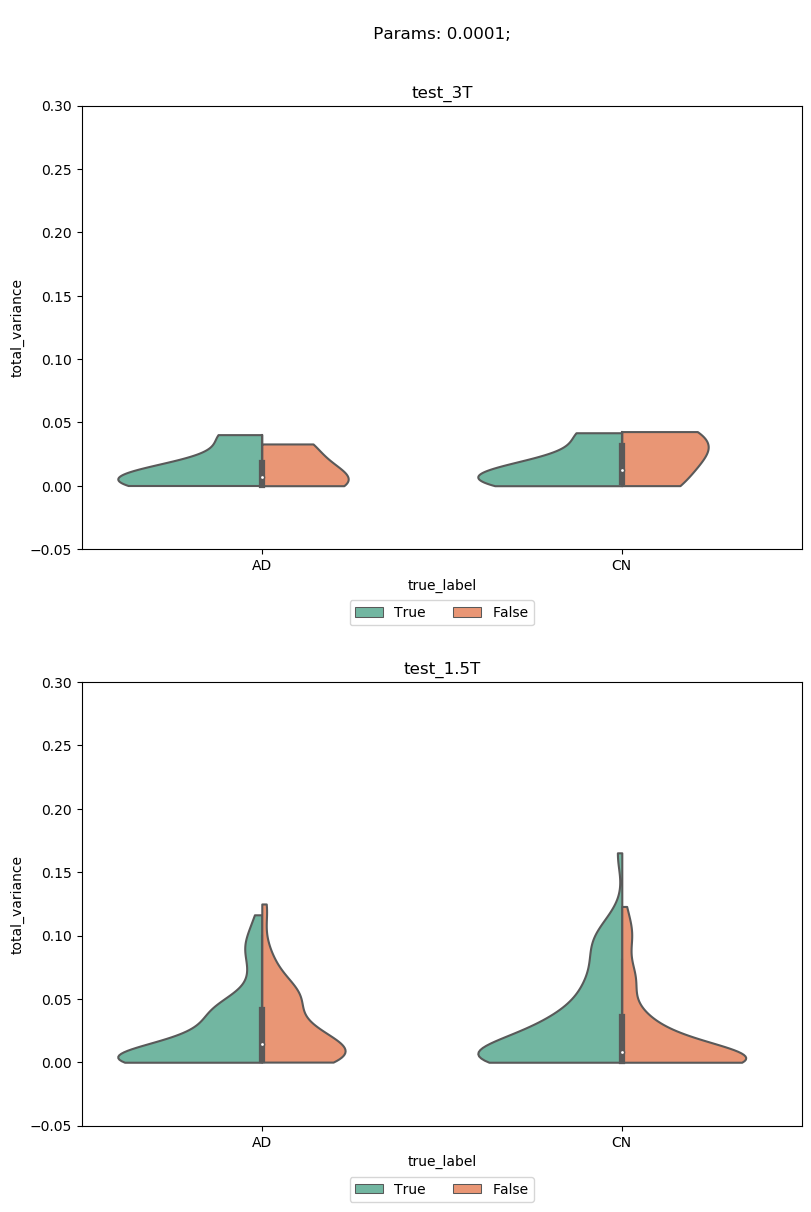 Params: 0.0001;
test_3T
0.30
0.25
0.20
0.15
0.10
0.05
0.00
−0.05
total_variance
AD CN
true_label
True False
test_1.5T
0.30
0.25
0.20
0.15
0.10
0.05
0.00
−0.05
total_variance
AD CN
true_label
True False